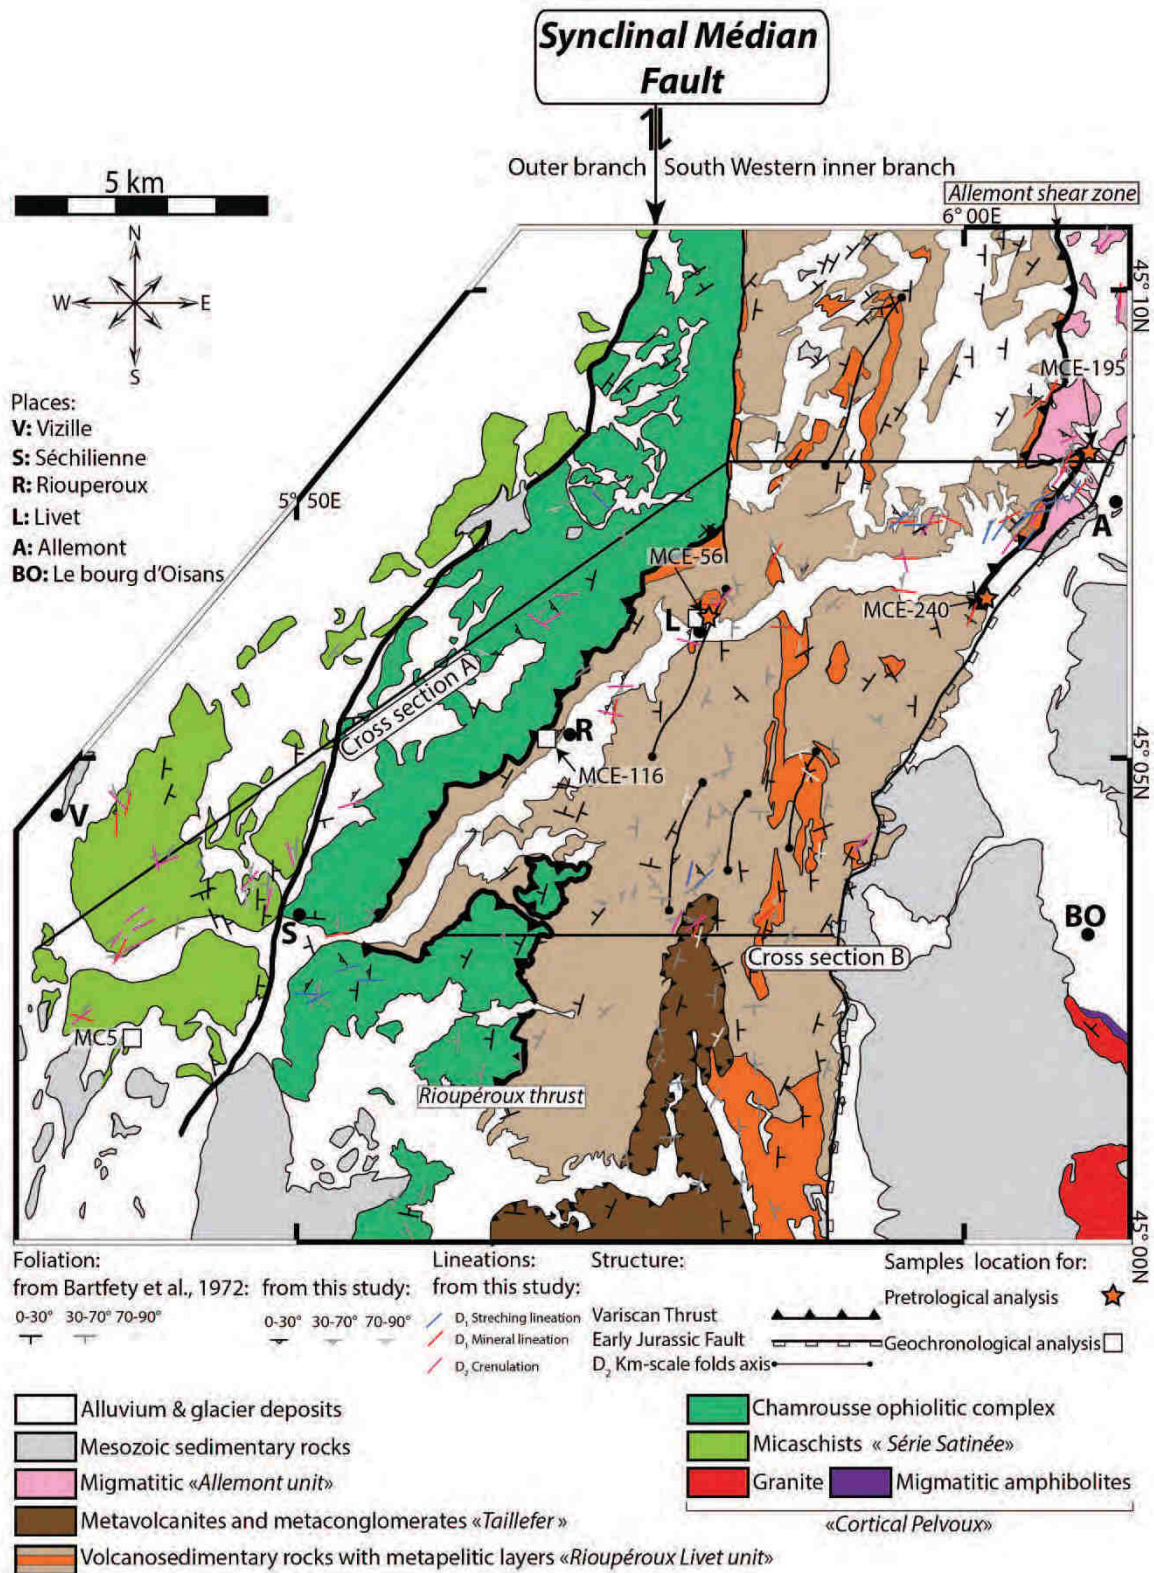 Synclinal Médian
Fault
Outer branch
South Western inner branch
5 km
Allemont shear zone
6° 00E
N
W
E
S
45° 10N
MCE-195
Places:
V: Vizille
S: Séchilienne
R: Riouperoux
L: Livet
A: Allemont
BO: Le bourg d'Oisans
5° 50E
A
MCE-56
MCE-240
L
Cross section A
R
MCE-116
45° 05N
V
S
BO
Cross section B
MC5
Rioupéroux thrust
45° 00N
Foliation:
from Bartfety et al., 1972:
from this study:
0-30° 30-70° 70-90°
0-30° 30-70° 70-90°
Lineations:
from this study:
D1 Streching lineation
D1 Mineral lineation
D2 Crenulation
Structure:
Variscan Thrust
Early Jurassic Fault
D2 Km-scale folds axis
Samples location for:
Pretrological analysis
Geochronological analysis
Alluvium & glacier deposits
Mesozoic sedimentary rocks
Migmatitic «Allemont unit»
Metavolcanites and metaconglomerates «Taillefer »
Volcanosedimentary rocks with metapelitic layers «Rioupéroux Livet unit»
Chamrousse ophiolitic complex
Micaschists « Série Satinée»
Granite
Migmatitic amphibolites
«Cortical Pelvoux»